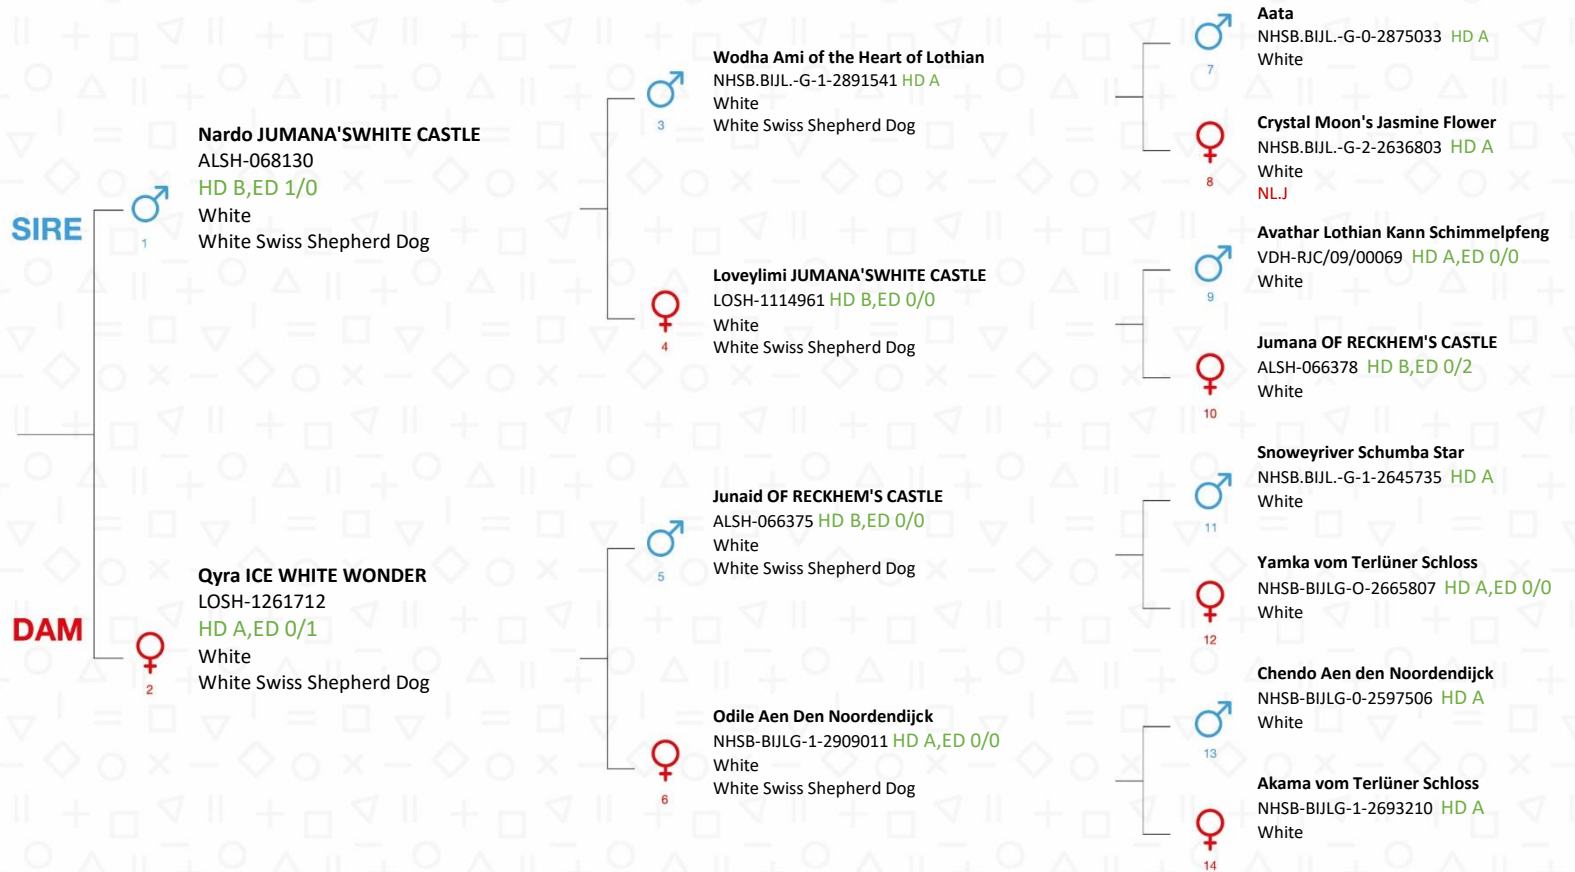 SIRE
1
Nardo JUMANA'SWHITE CASTLE
ALSH-068130
HD B,ED 1/0
White
White Swiss Shepherd Dog
DAM
2
Qyra ICE WHITE WONDER
LOSH-1261712
HD A,ED 0/1
White
White Swiss Shepherd Dog
3
Wodha Ami of the Heart of Lothian
NHSB.BIJL.-G-1-2891541 HD A
White
White Swiss Shepherd Dog
4
Loveylimi JUMANA'SWHITE CASTLE
LOSH-1114961 HD B,ED 0/0
White
White Swiss Shepherd Dog
5
Junaid OF RECKHEM'S CASTLE
ALSH-066375 HD B,ED 0/0
White
White Swiss Shepherd Dog
6
Odile Aen Den Noordendijck
NHSB-BIJLG-1-2909011 HD A,ED 0/0
White
White Swiss Shepherd Dog
7
Aata
NHSB.BIJL.-G-0-2875033 HD A
White
8
Crystal Moon's Jasmine Flower
NHSB.BIJL.-G-2-2636803 HD A
White
NL.J
9
Avathar Lothian Kann Schimmelpfeng
VDH-RJC/09/00069 HD A,ED 0/0
White
10
Jumana OF RECKHEM'S CASTLE
ALSH-066378 HD B,ED 0/2
White
11
Snoweyriver Schumba Star
NHSB.BIJL.-G-1-2645735 HD A
White
12
Yamka vom Terlüner Schloss
NHSB-BIJLG-O-2665807 HD A,ED 0/0
White
13
Chendo Aen den Noordendijck
NHSB-BIJLG-0-2597506 HD A
White
14
Akama vom Terlüner Schloss
NHSB-BIJLG-1-2693210 HD A
White